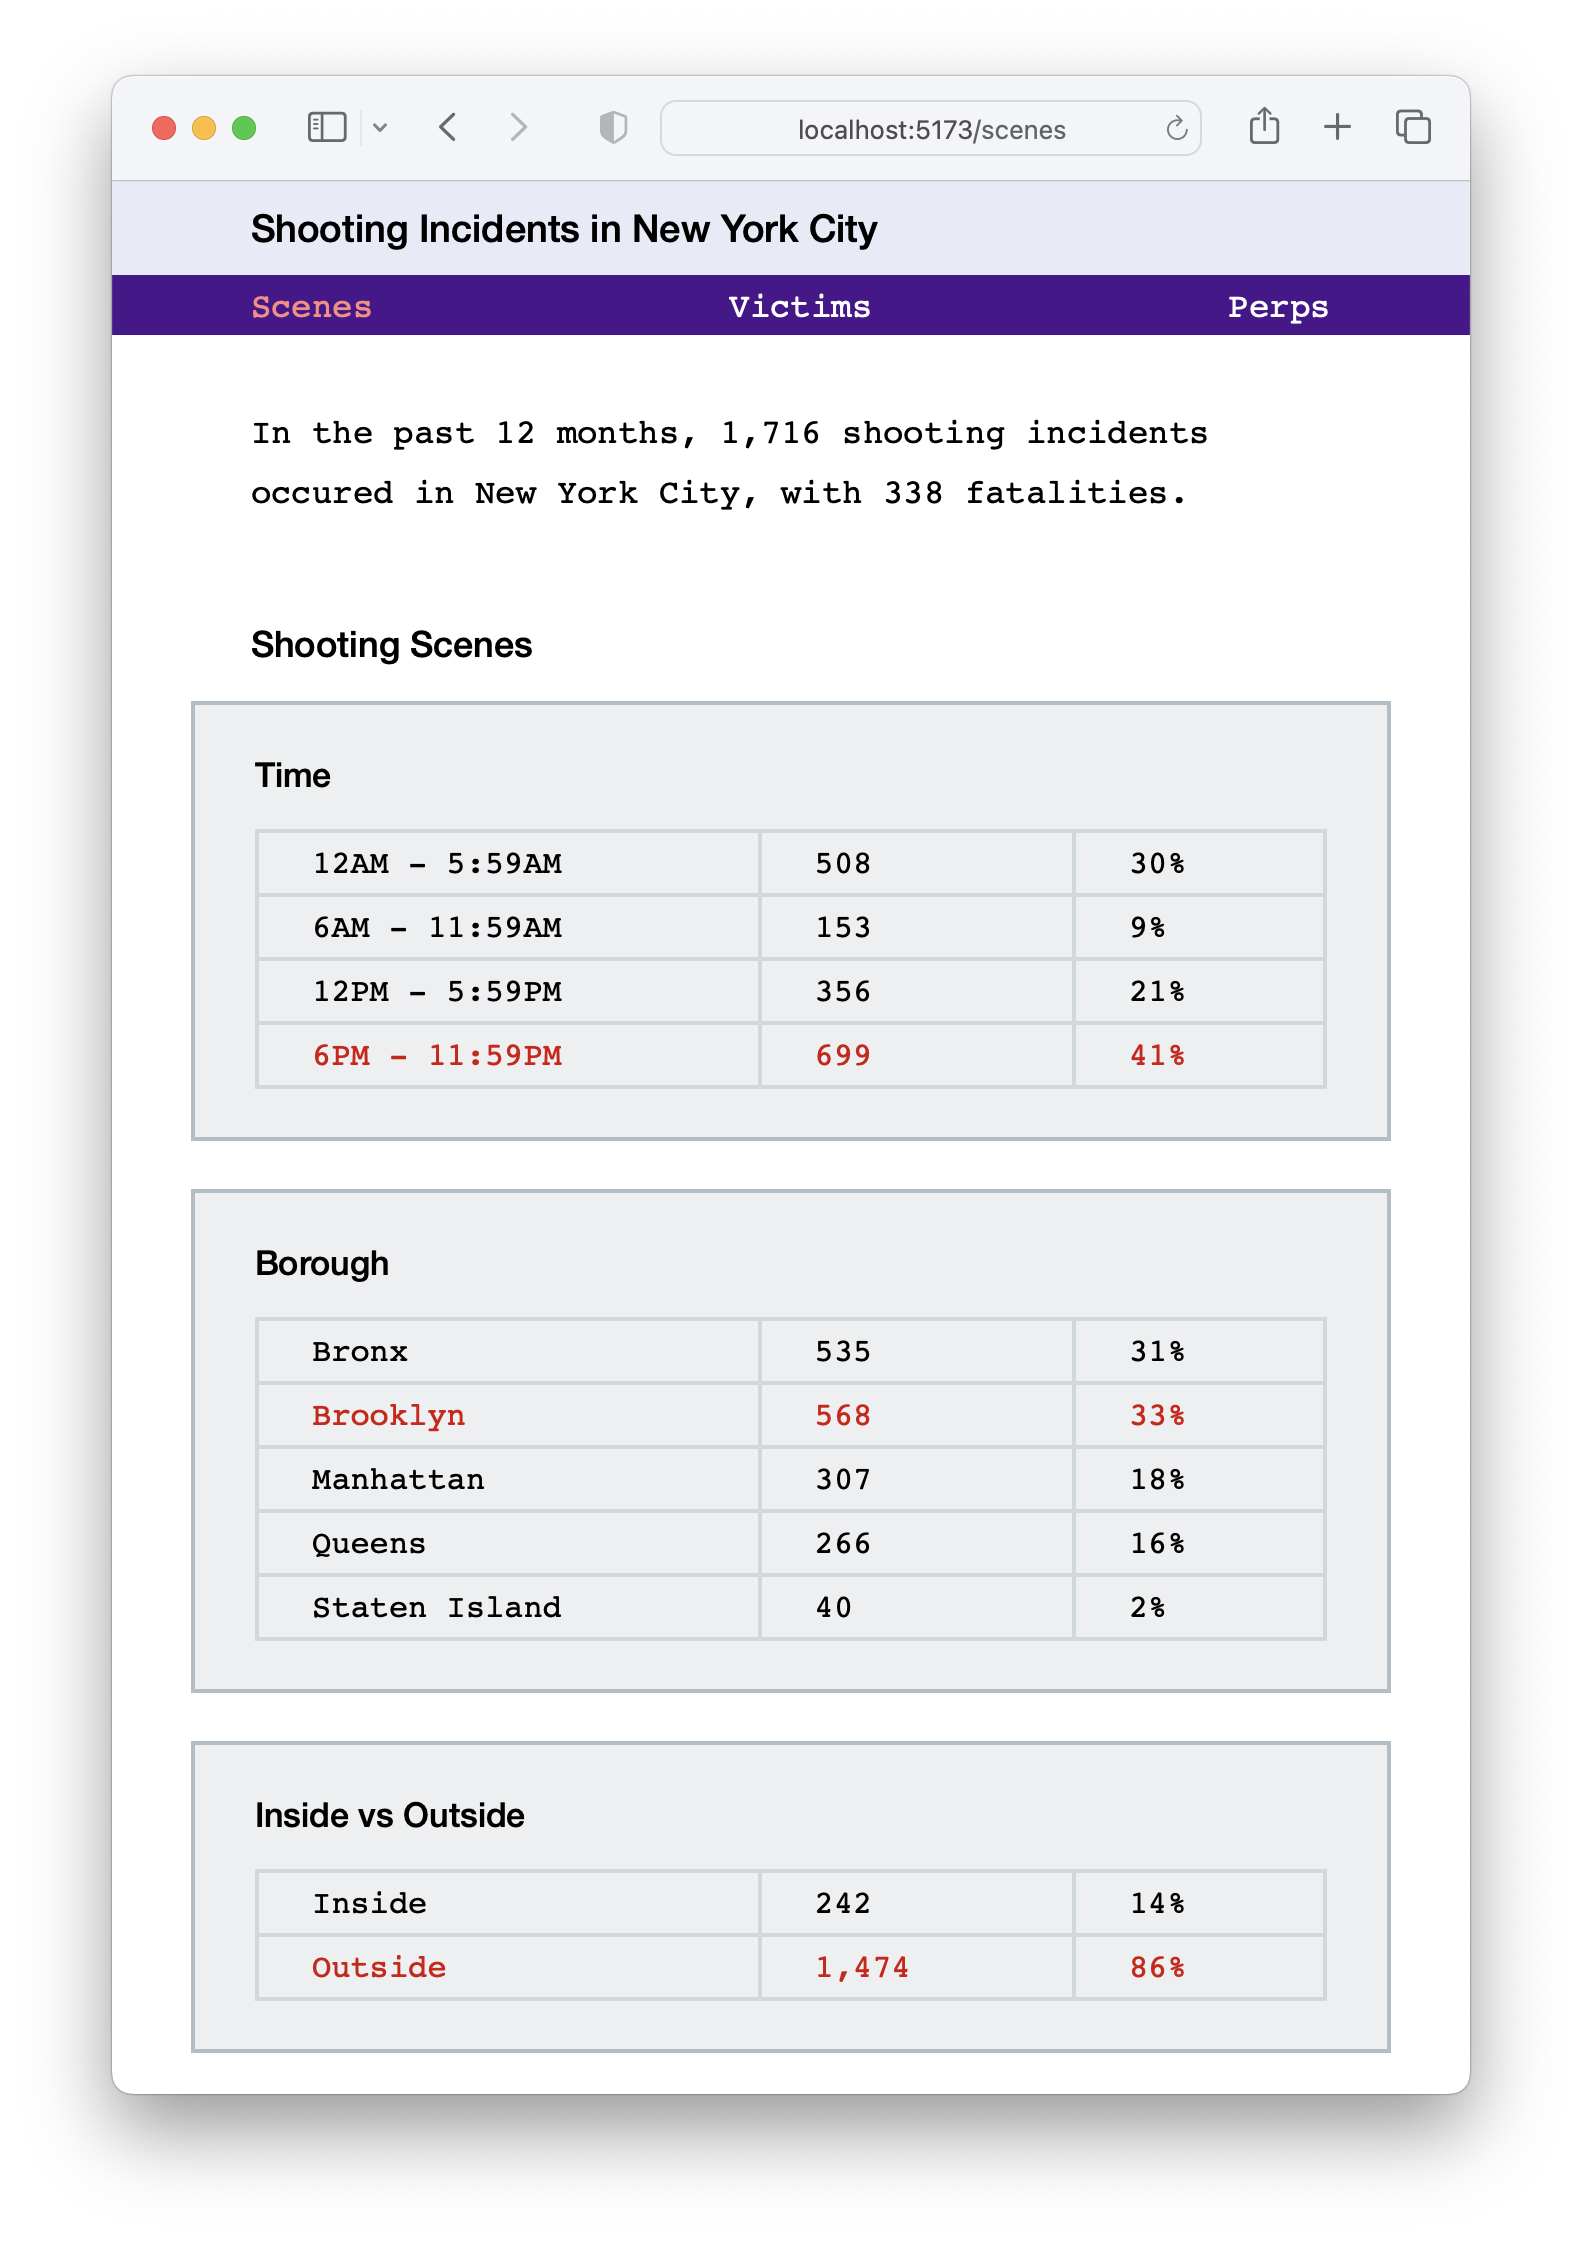 localhost:5173/scenes
Shooting Incidents in New York City
Scenes Victims Perps
In the past 12 months, 1,716 shooting incidents
occured in New York City, with 338 fatalities.
Shooting Scenes
Time
12AM – 5:59AM 508 30%
6AM – 11:59AM 153 9%
12PM – 5:59PM 356 21%
6PM – 11:59PM 699 41%
Borough
Bronx 535 31%
Brooklyn 568 33%
Manhattan 307 18%
Queens 266 16%
Staten Island 40 2%
Inside vs Outside
Inside 242 14%
Outside 1,474 86%